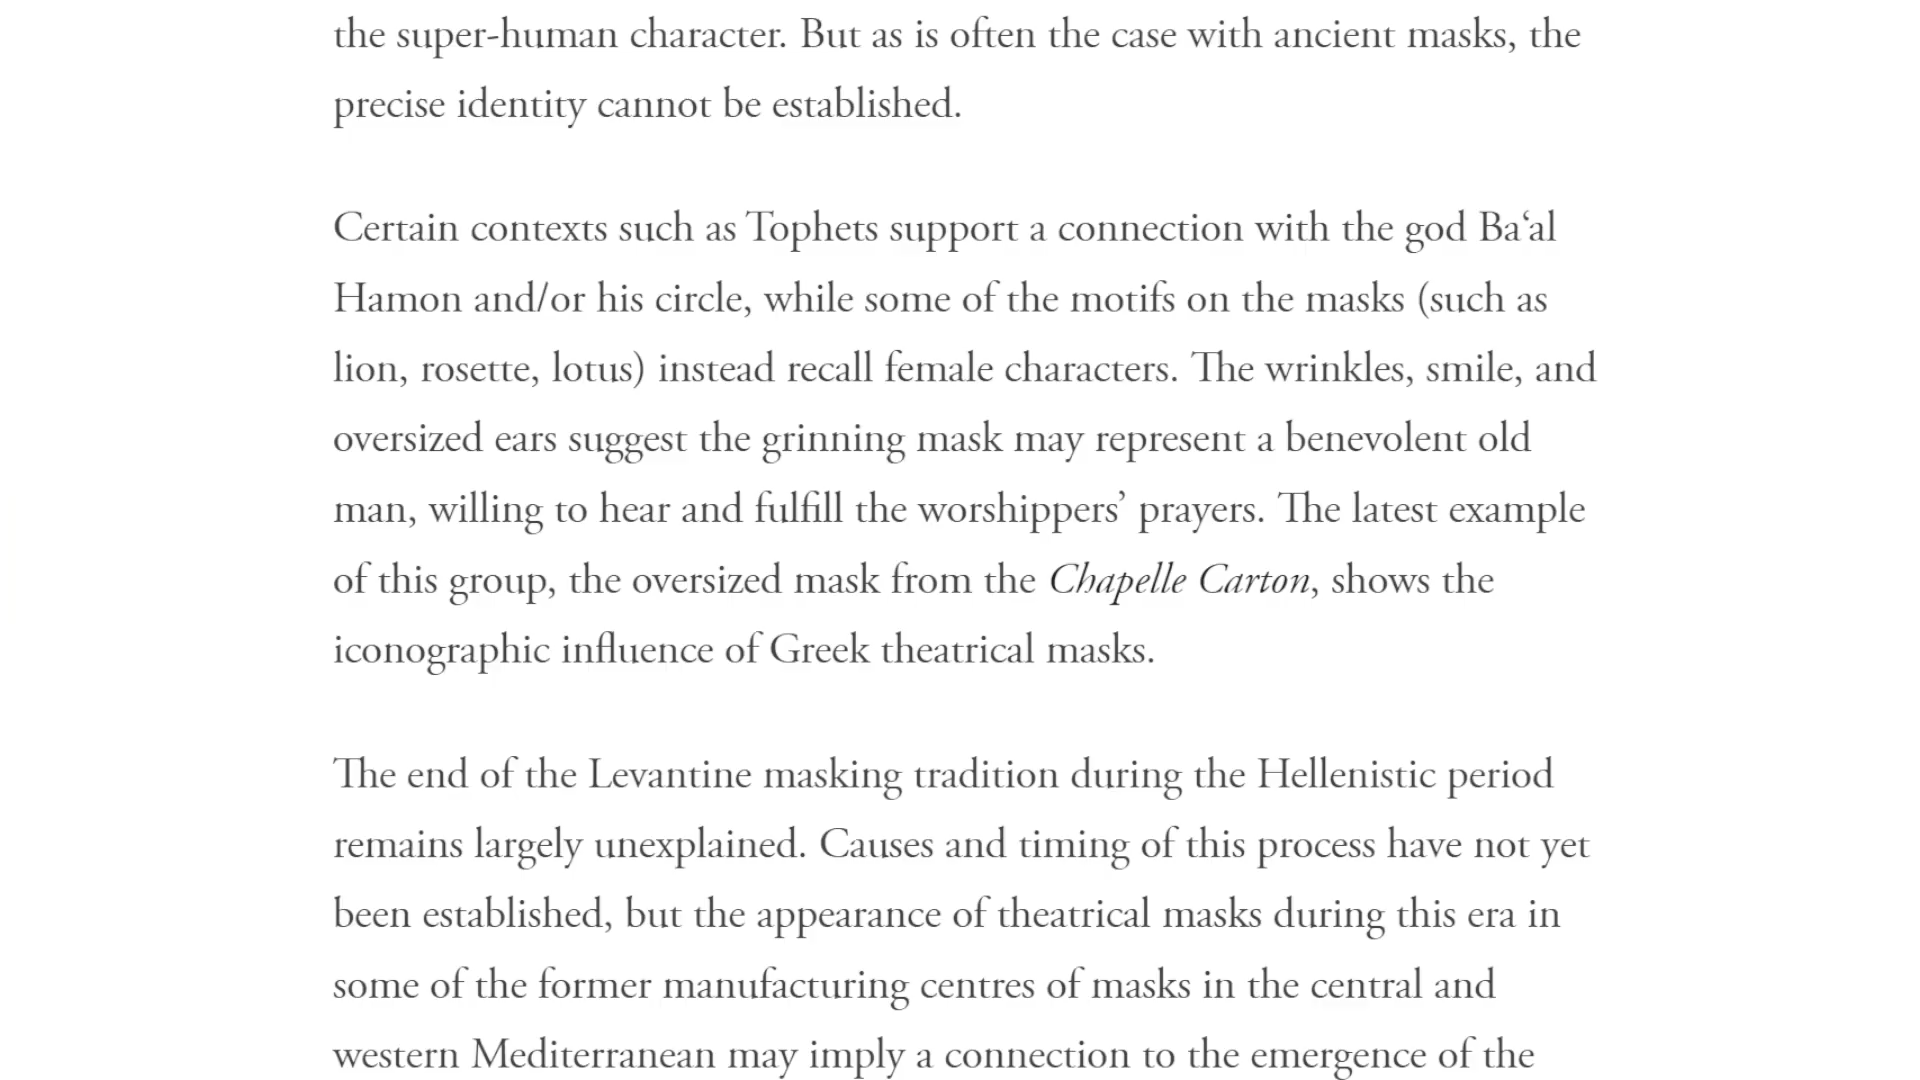 the super-human character. But as is often the case with ancient masks, the
precise identity cannot be established.
Certain contexts such as Tophets support a connection with the god Ba‘al
Hamon and/or his circle, while some of the motifs on the masks (such as
lion, rosette, lotus) instead recall female characters. The wrinkles, smile, and
oversized ears suggest the grinning mask may represent a benevolent old
man, willing to hear and fulfill the worshippers’ prayers. The latest example
of this group, the oversized mask from the Chapelle Carton, shows the
iconographic influence of Greek theatrical masks.
The end of the Levantine masking tradition during the Hellenistic period
remains largely unexplained. Causes and timing of this process have not yet
been established, but the appearance of theatrical masks during this era in
some of the former manufacturing centres of masks in the central and
western Mediterranean may imply a connection to the emergence of the